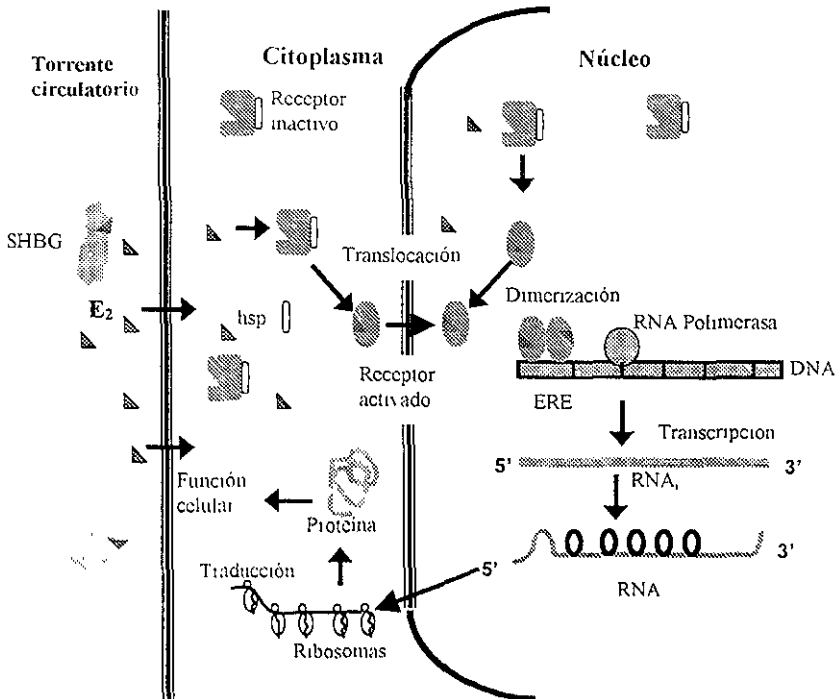 Torrente
circulatorio
Citoplasma
Núcleo
Receptor
inactivo
SHBG
E₂
hsp
Translocación
Receptor
activado
Dimerización
RNA Polimerasa
DNA
ERE
Transcripcion
5'
3'
RNA,
5'
3'
RNA
Función
celular
Proteína
Traducción
Ribosomas